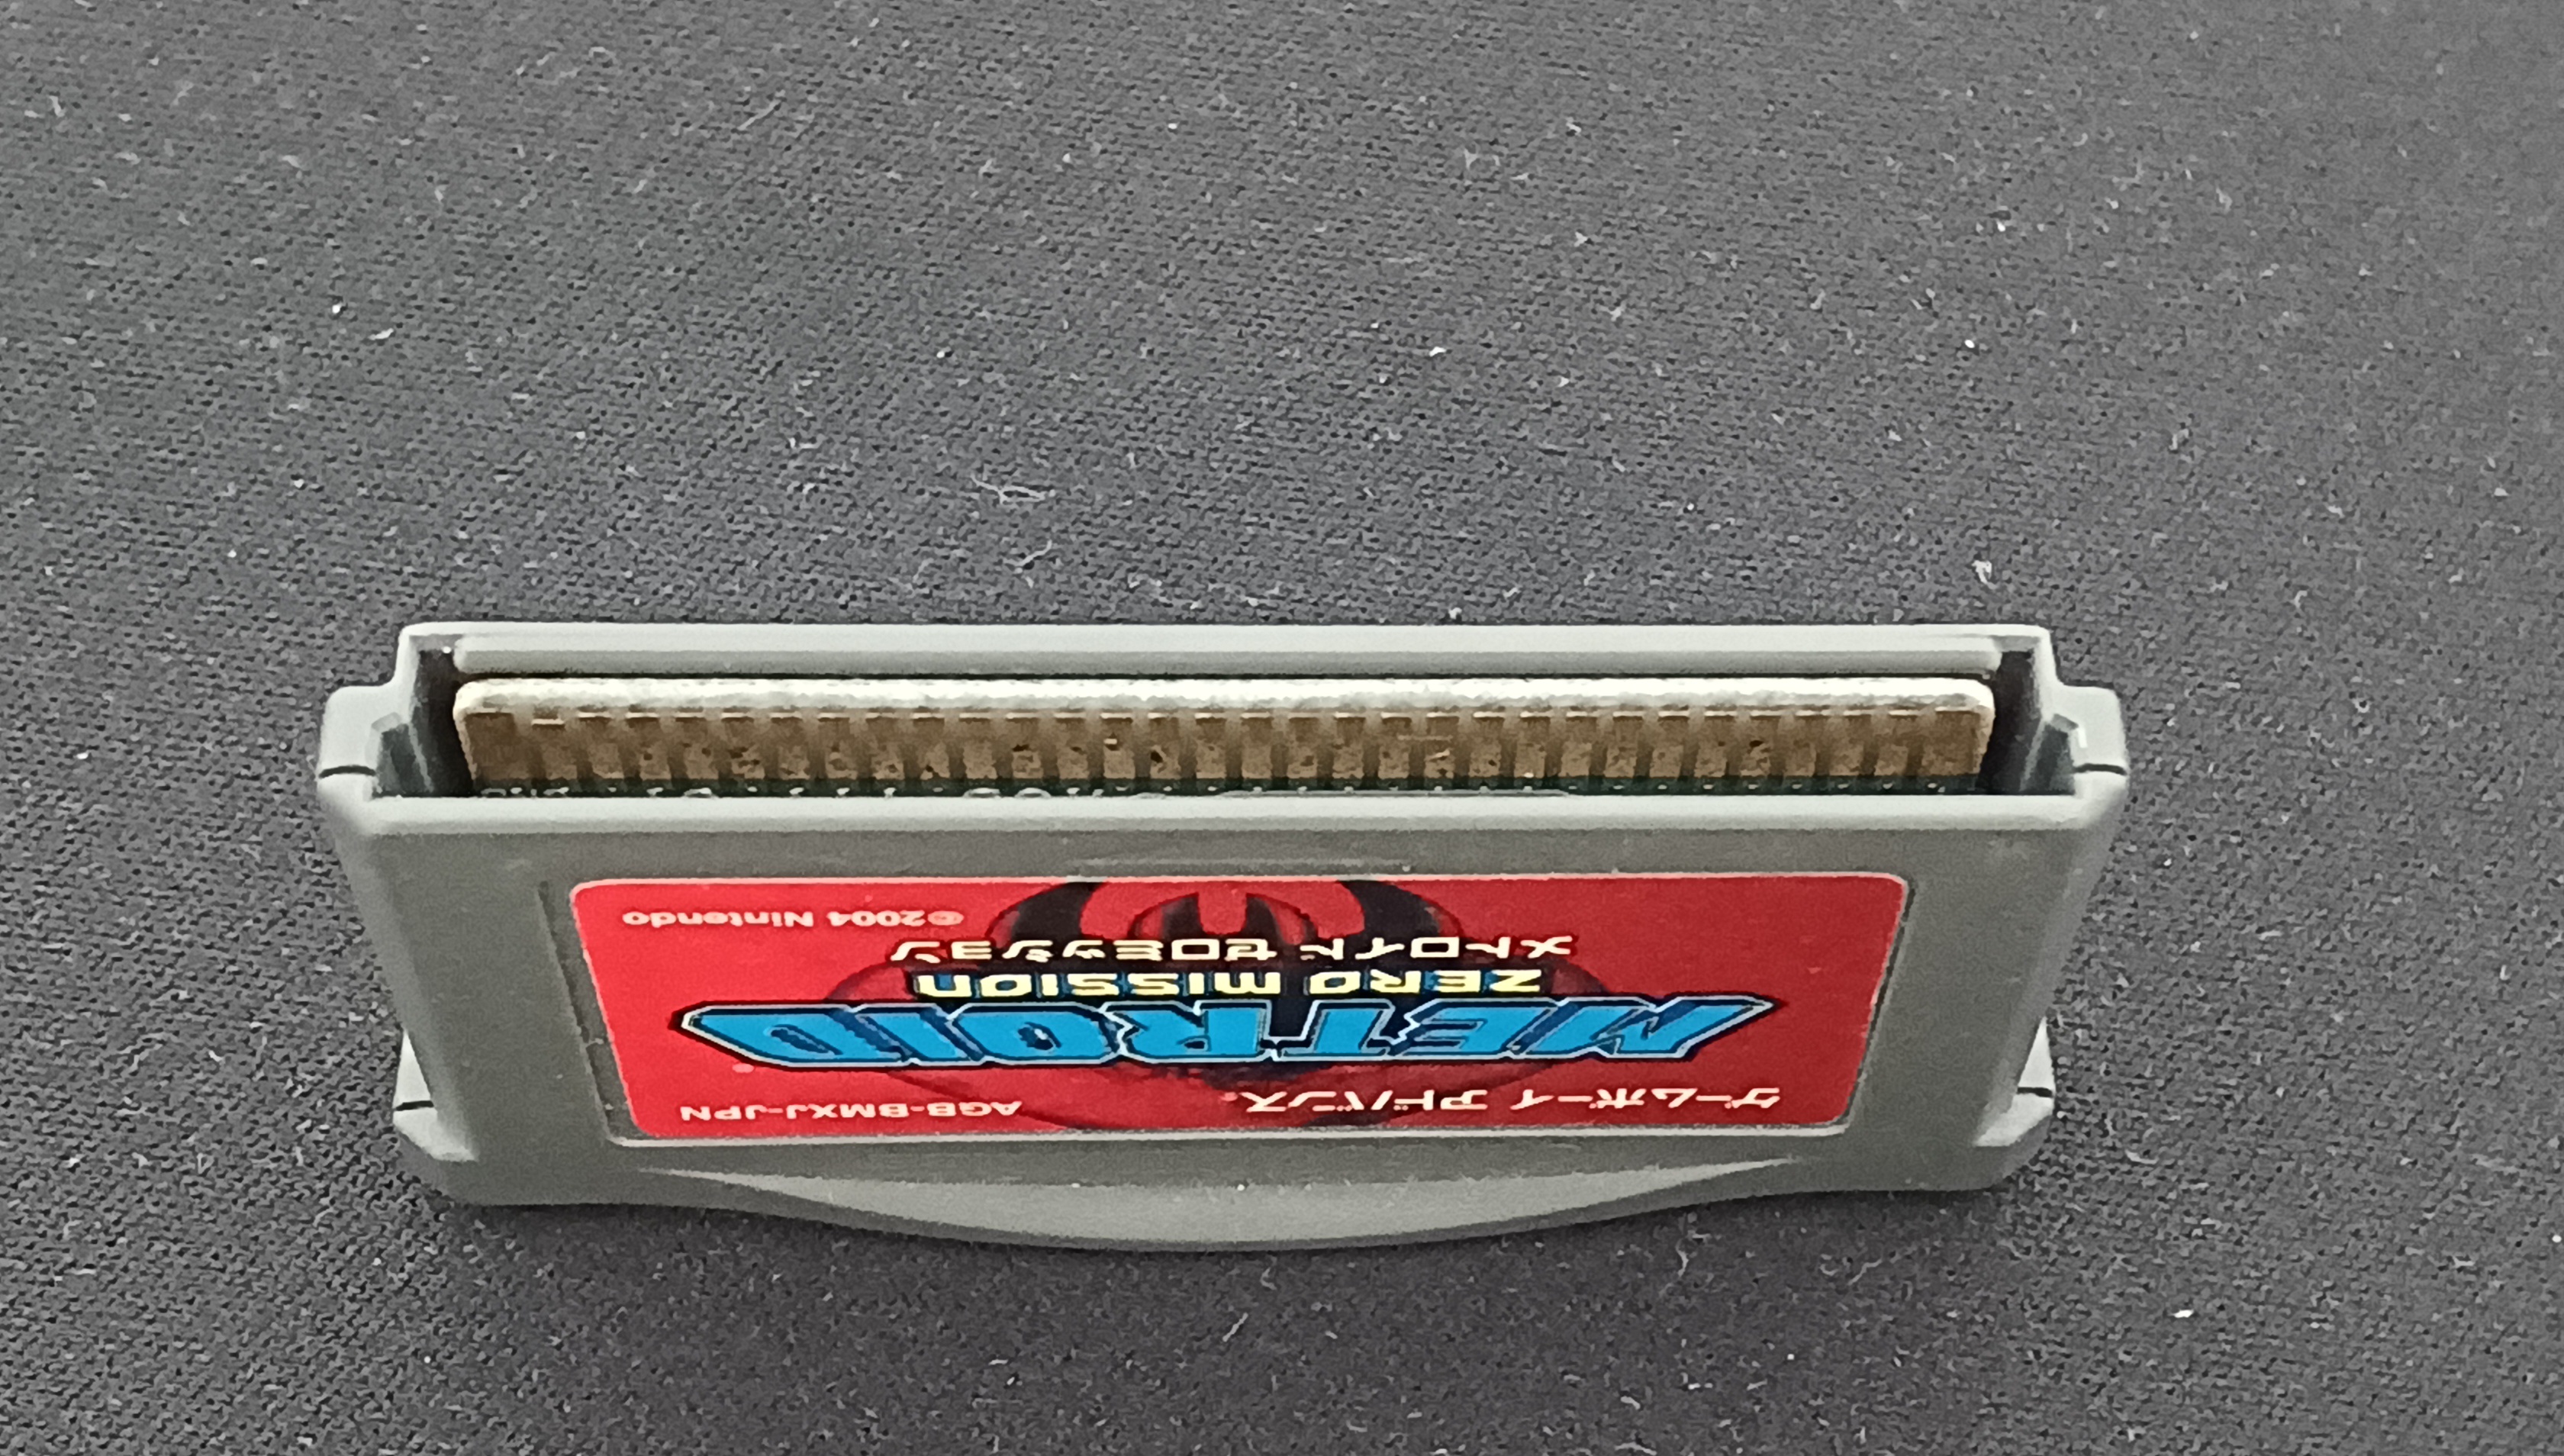 ゲームボーイ アドバンス AGB-BMXJ-JPN
METROID
ZERO MISSION
メトロイド ゼロミッション
©2004 Nintendo